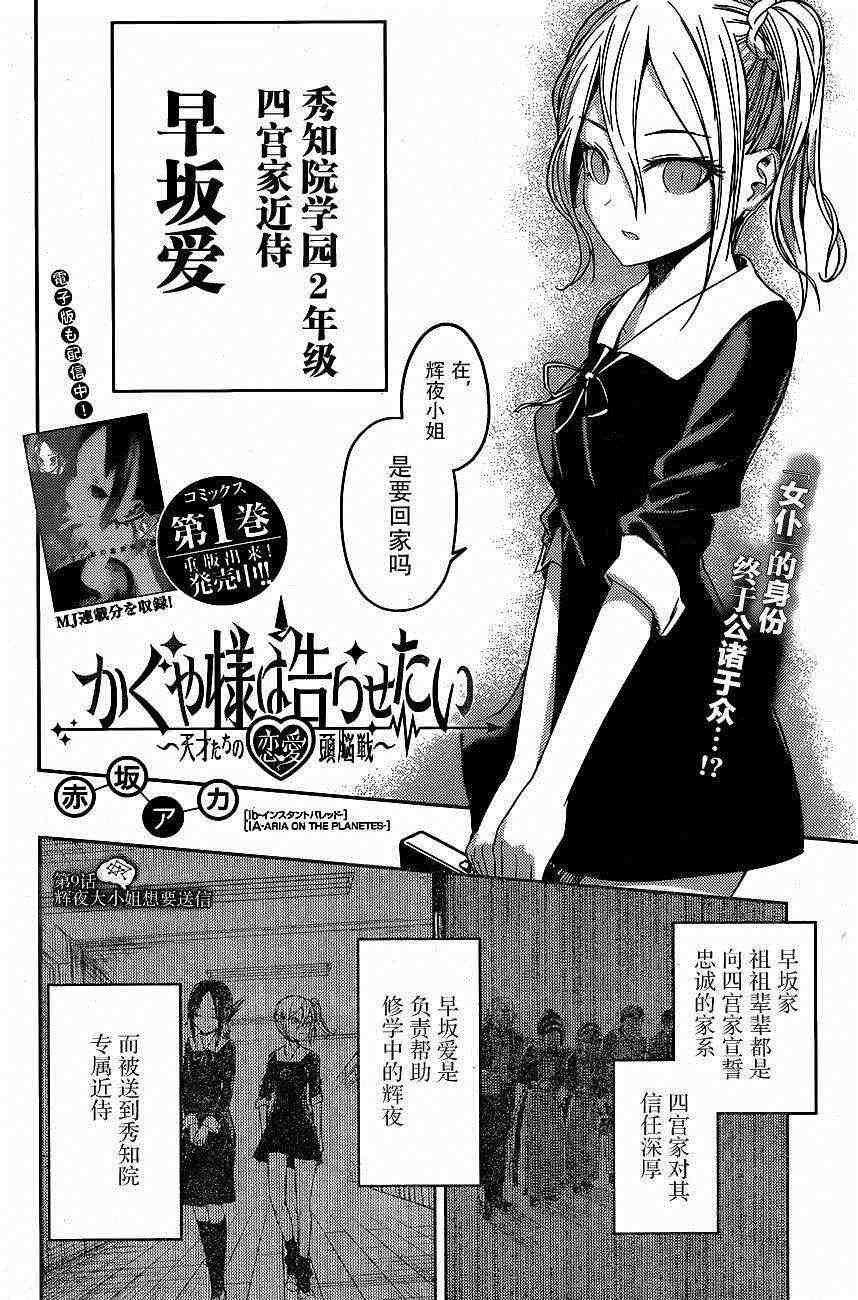 秀知院学园2年级
四宫家近侍
早坂爱
在,
辉夜小姐
是要回家吗
「女仆」的身份
终于公诸于众…!?
電子版も配信中!
コミックス
第1巻
重版出来!
発売中!!
MJ連載分を収録!
かぐや様は告らせたい
~天才たちの恋愛頭脳戦~
赤坂アカ
[Ib-インスタントバレット-]
[IA-ARIA ON THE PLANETES-]
第9话
辉夜大小姐想要送信
早坂家
祖祖辈辈都是
向四宫家宣誓
忠诚的家系
四宫家对其
信任深厚
早坂爱是
负责帮助
修学中的辉夜
而被送到秀知院
专属近侍